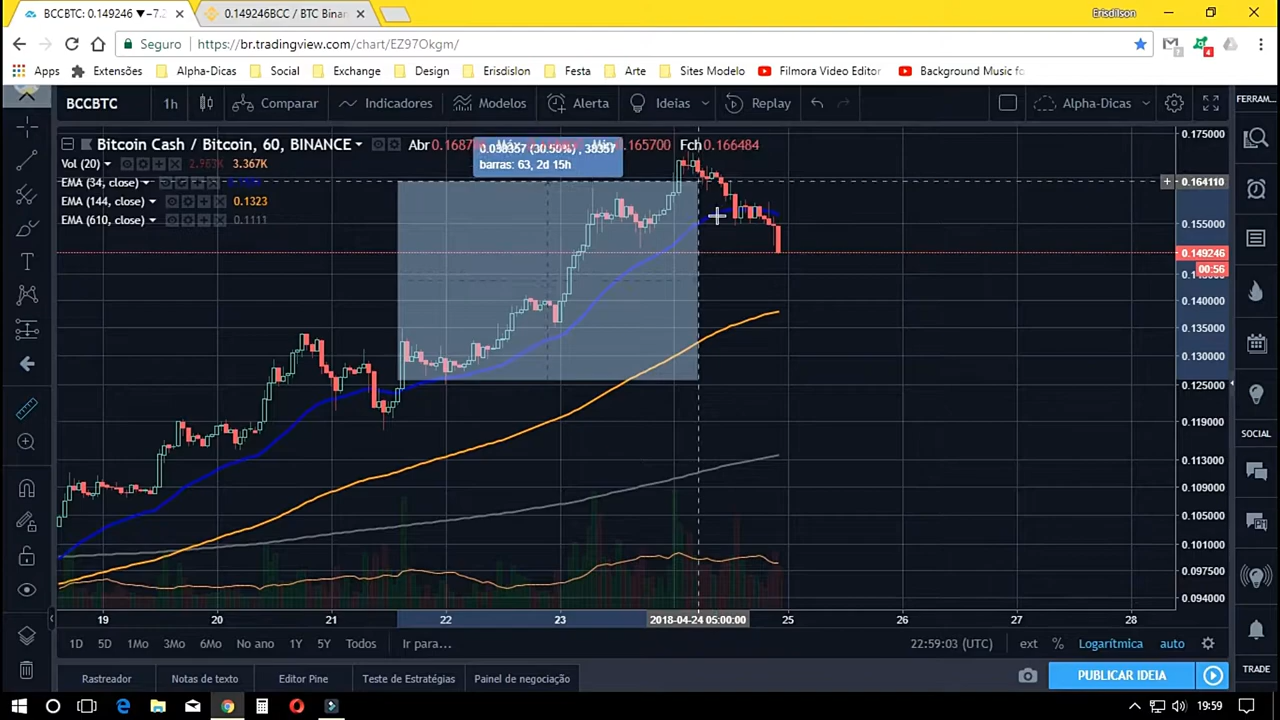 BCCBTC: 0.149246 ▼−7.2
0.149246BCC / BTC Binan
Erisdilson
Seguro
https://br.tradingview.com/chart/EZ97Okgm/
Apps
Extensões
Alpha-Dicas
Social
Exchange
Design
Erisdislon
Festa
Arte
Sites Modelo
Filmora Video Editor
Background Music fo
BCCBTC
1h
Comparar
Indicadores
Modelos
Alerta
Ideias
Replay
Alpha-Dicas
FERRAM...
Bitcoin Cash / Bitcoin, 60, BINANCE
Abr
Fch 0.166484
barras: 63, 2d 15h
Vol (20)
3.367K
EMA (34, close)
EMA (144, close)
0.1323
EMA (610, close)
0.1111
0.175000
0.164110
0.155000
0.149246
00:56
0.140000
0.135000
0.130000
0.125000
0.119000
0.113000
0.109000
0.105000
0.101000
0.097500
0.094000
SOCIAL
TRADE
19
20
21
22
23
2018-04-24 05:00:00
25
26
27
28
1D
5D
1Mo
3Mo
6Mo
No ano
1Y
5Y
Todos
Ir para...
22:59:03 (UTC)
ext
%
Logarítmica
auto
Rastreador
Notas de texto
Editor Pine
Teste de Estratégias
Painel de negociação
PUBLICAR IDEIA
19:59